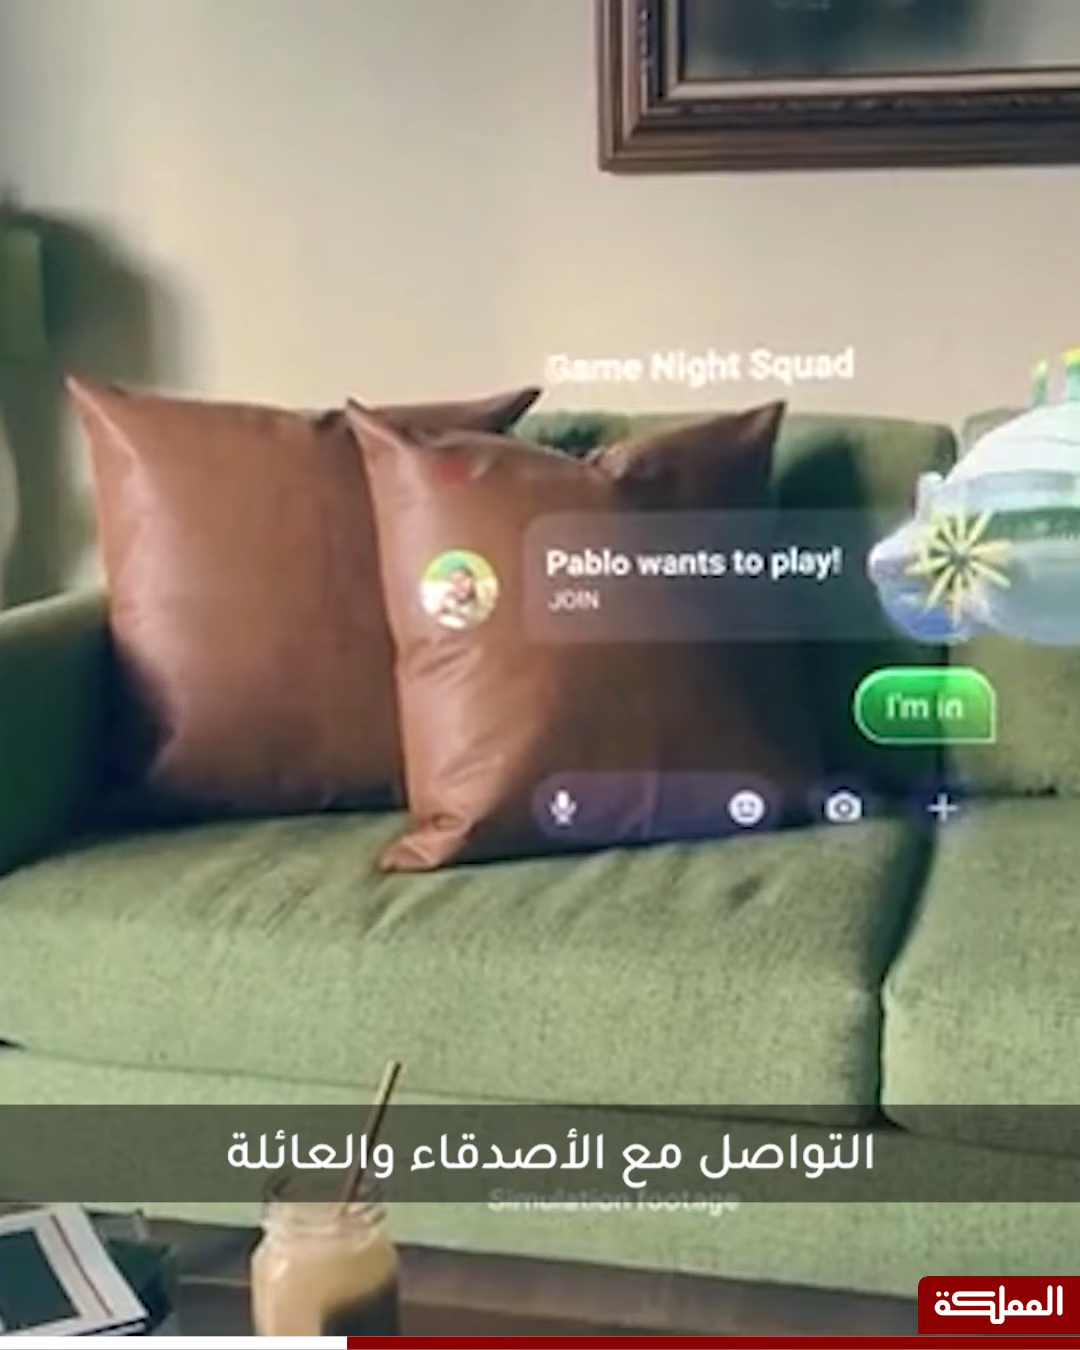 Game Night Squad
Pablo wants to play!
JOIN
I'm in
التواصل مع الأصدقاء والعائلة
Simulation footage
المملكة